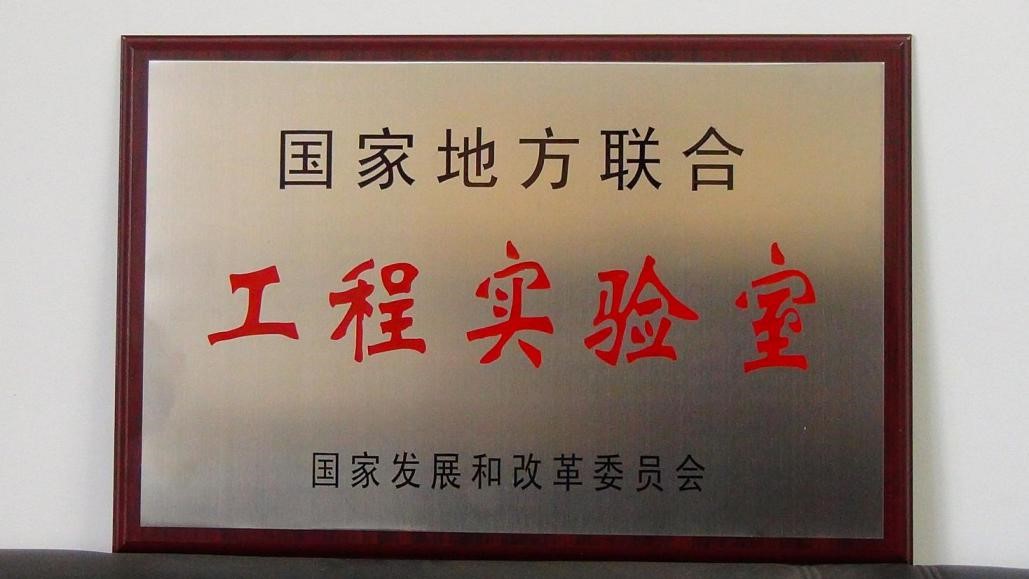 国家地方联合
工程实验室
国家发展和改革委员会